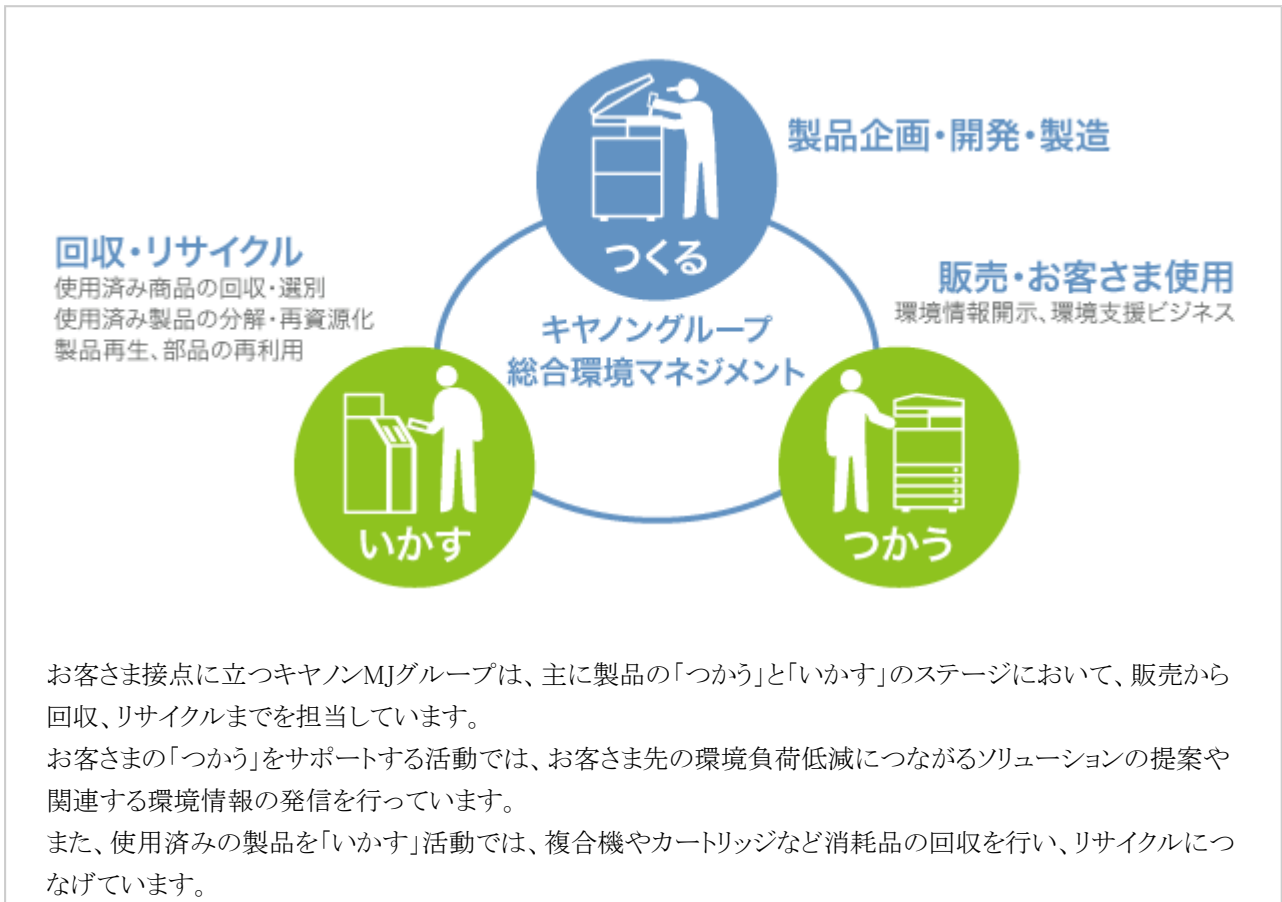 製品企画・開発・製造
つくる
回収・リサイクル
使用済み商品の回収・選別
使用済み製品の分解・再資源化
製品再生、部品の再利用
販売・お客さま使用
環境情報開示、環境支援ビジネス
キヤノングループ
総合環境マネジメント
いかす
つかう
お客さま接点に立つキヤノンMJグループは、主に製品の「つかう」と「いかす」のステージにおいて、販売から
回収、リサイクルまでを担当しています。
お客さまの「つかう」をサポートする活動では、お客さま先の環境負荷低減につながるソリューションの提案や
関連する環境情報の発信を行っています。
また、使用済みの製品を「いかす」活動では、複合機やカートリッジなど消耗品の回収を行い、リサイクルにつ
なげています。